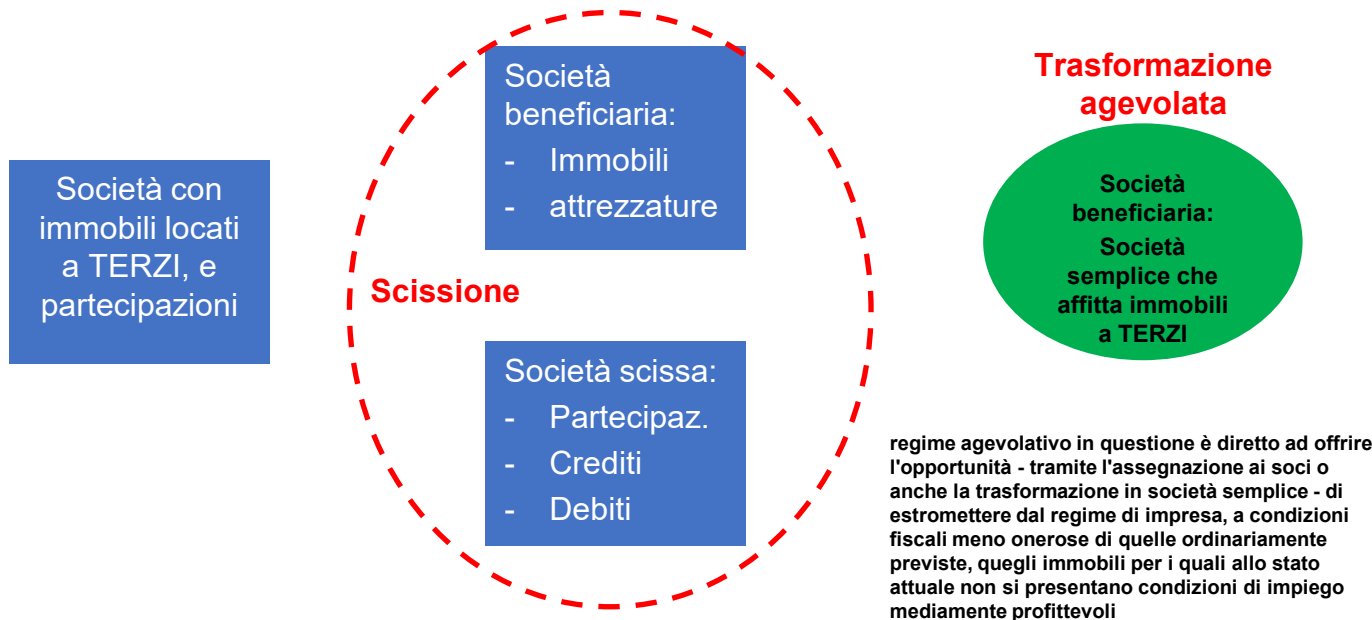 Società con
immobili locati
a TERZI, e
partecipazioni
Società
beneficiaria:
- Immobili
- attrezzature
Scissione
Società scissa:
- Partecipaz.
- Crediti
- Debiti
Trasformazione
agevolata
Società
beneficiaria:
Società
semplice che
affitta immobili
a TERZI
regime agevolativo in questione è diretto ad offrire
l'opportunità - tramite l'assegnazione ai soci o
anche la trasformazione in società semplice - di
estromettere dal regime di impresa, a condizioni
fiscali meno onerose di quelle ordinariamente
previste, quegli immobili per i quali allo stato
attuale non si presentano condizioni di impiego
mediamente profittevoli